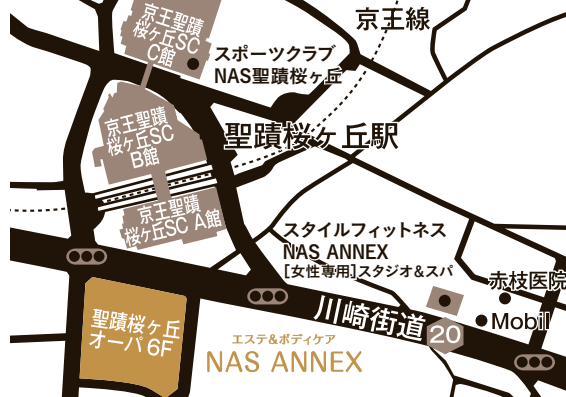 京王聖蹟
桜ヶ丘SC
C館
京王線
スポーツクラブ
NAS聖蹟桜ヶ丘
京王聖蹟
桜ヶ丘SC
B館
聖蹟桜ヶ丘駅
京王聖蹟
桜ヶ丘SC A館
スタイルフィットネス
NAS ANNEX
[女性専用]スタジオ&スパ
赤枝医院
川崎街道
20
Mobil
聖蹟桜ヶ丘
オーパ 6F
エステ&ボディケア
NAS ANNEX